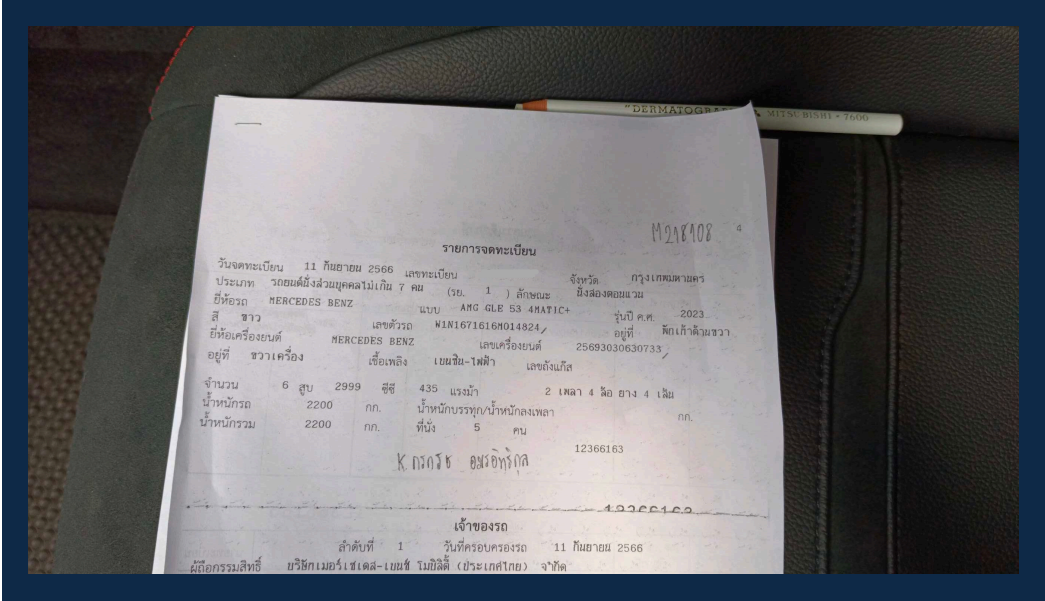 "DERMATOGRA MITSUBISHI • 7600
M218108
รายการจดทะเบียน
วันจดทะเบียน 11 กันยายน 2566 เลขทะเบียน จังหวัด กรุงเทพมหานคร
ประเภท รถยนต์นั่งส่วนบุคคลไม่เกิน 7 คน (รย. 1 ) ลักษณะ นั่งสองตอนแวน
ยี่ห้อรถ MERCEDES BENZ แบบ AMG GLE 53 4MATIC+ รุ่นปี ค.ศ. 2023
สี ขาว เลขตัวรถ W1N1671616M014824 อยู่ที่ พักเท้าด้านขวา
ยี่ห้อเครื่องยนต์ MERCEDES BENZ เลขเครื่องยนต์ 25693030630733
อยู่ที่ ขวาเครื่อง เชื้อเพลิง เบนซิน-ไฟฟ้า เลขถังแก๊ส
จำนวน 6 สูบ 2999 ซีซี 435 แรงม้า 2 เพลา 4 ล้อ ยาง 4 เส้น
น้ำหนักรถ 2200 กก. น้ำหนักบรรทุก/น้ำหนักลงเพลา กก.
น้ำหนักรวม 2200 กก. ที่นั่ง 5 คน
12366163
K. กรกรัช อมรอิทธิกุล
12366163
เจ้าของรถ
ลำดับที่ 1 วันที่ครอบครองรถ 11 กันยายน 2566
ผู้ถือกรรมสิทธิ์ บริษัทเมอร์เซเดส-เบนซ์ โมบิลิตี้ (ประเทศไทย) จำกัด